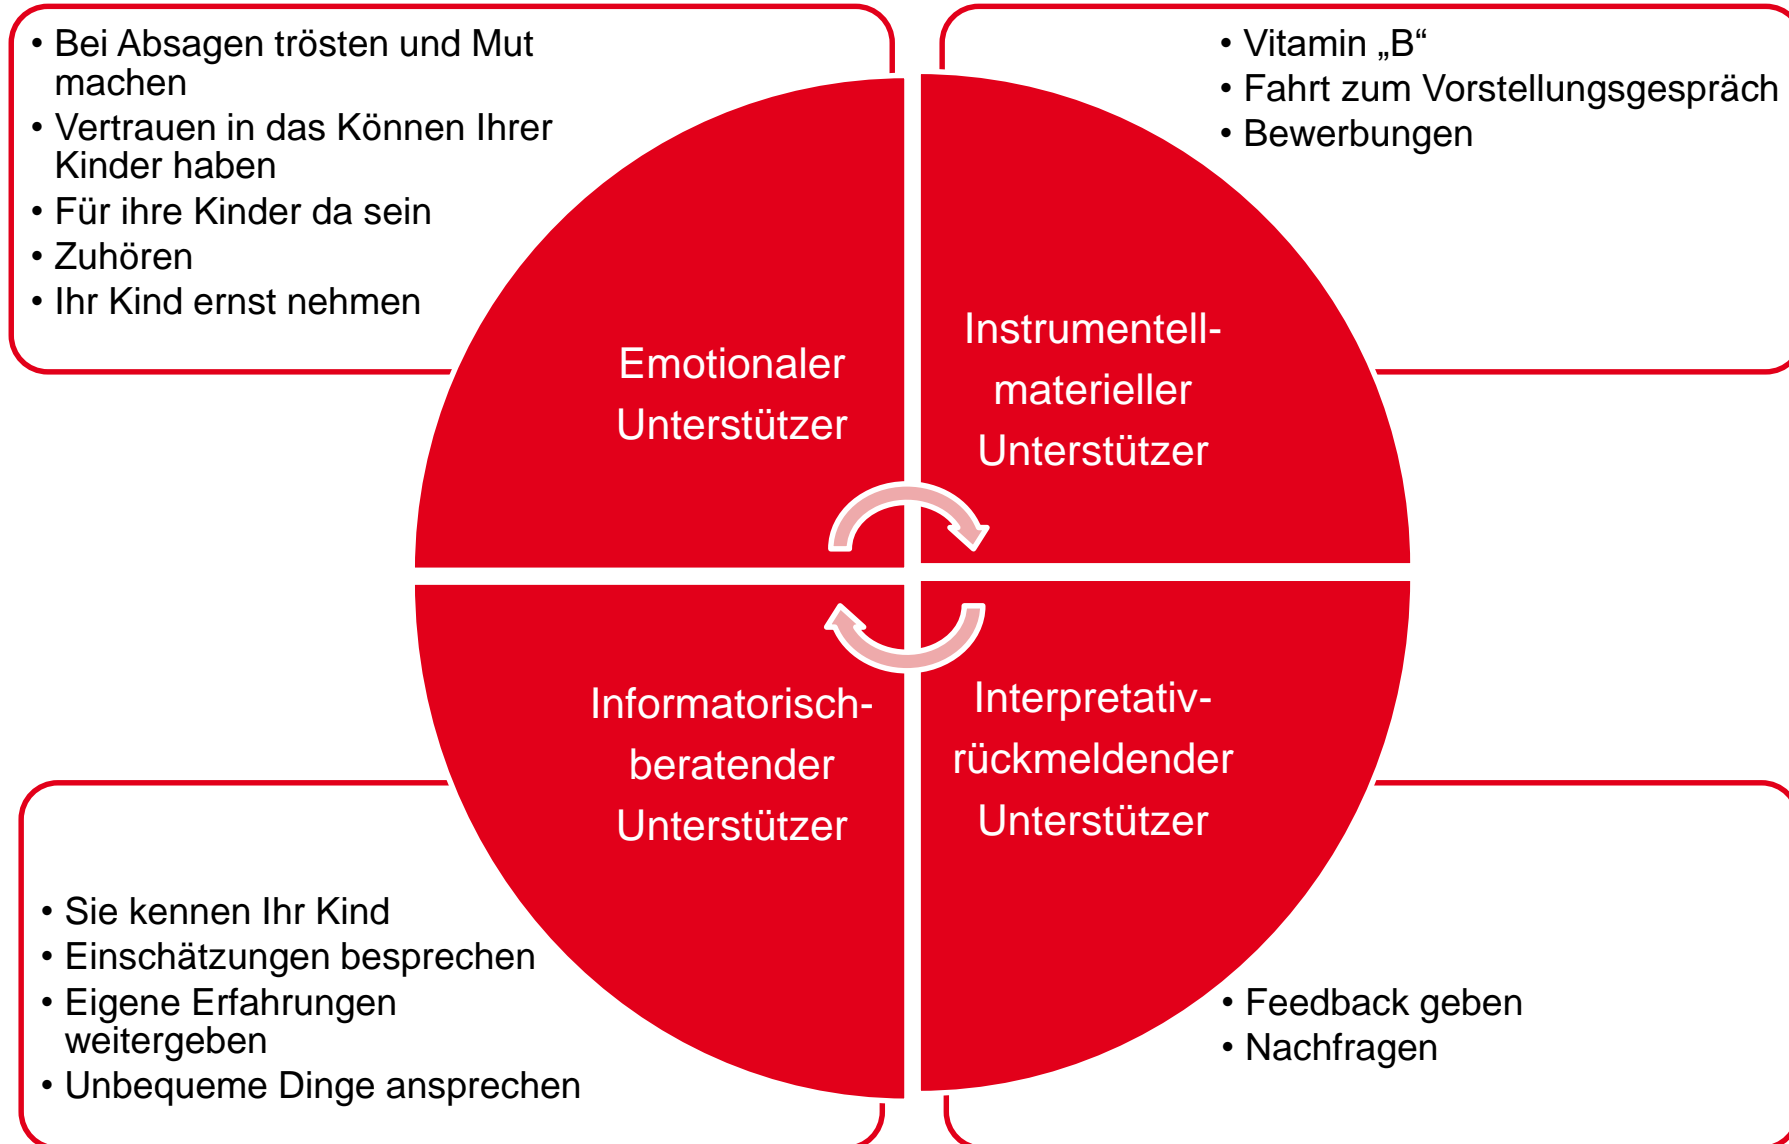 • Bei Absagen trösten und Mut
machen
• Vertrauen in das Können Ihrer
Kinder haben
• Für ihre Kinder da sein
• Zuhören
• Ihr Kind ernst nehmen
• Vitamin „B“
• Fahrt zum Vorstellungsgespräch
• Bewerbungen
Emotionaler
Unterstützer
Instrumentell-
materieller
Unterstützer
Informatorisch-
beratender
Unterstützer
Interpretativ-
rückmeldender
Unterstützer
• Sie kennen Ihr Kind
• Einschätzungen besprechen
• Eigene Erfahrungen
weitergeben
• Unbequeme Dinge ansprechen
• Feedback geben
• Nachfragen